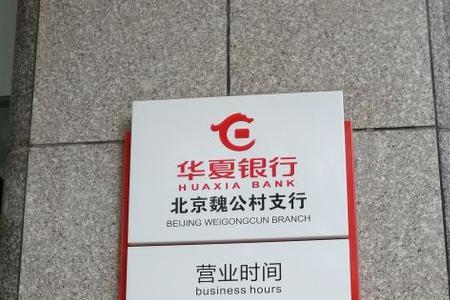 华夏银行
HUAXIA BANK
北京魏公村支行
BEIJING WEIGONGCUN BRANCH
营业时间
business hours